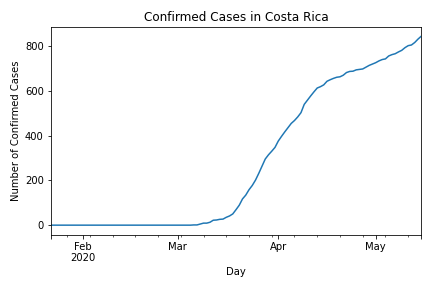 Confirmed Cases in Costa Rica
800
600
400
200
0
Number of Confirmed Cases
Feb
2020
Mar
Apr
May
Day